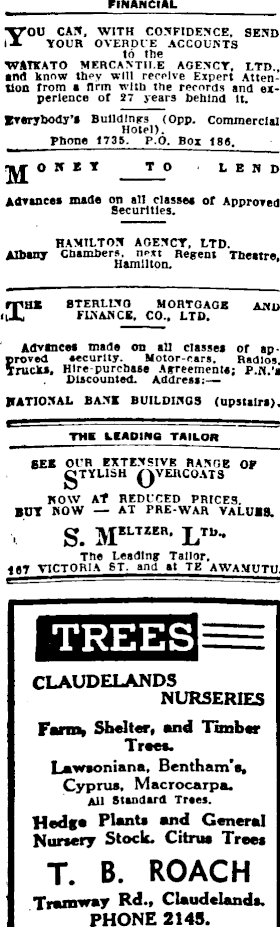 FINANCIAL
YOU CAN, WITH CONFIDENCE, SEND
YOUR OVERDUE ACCOUNTS
to the
WAIKATO MERCANTILE AGENCY, LTD.,
and know they will receive Expert Atten-
tion from a firm with the records and ex-
perience of 27 years behind it.
Everybody's Buildings (Opp. Commercial
Hotel).
Phone 1735. P.O. Box 186.
MONEY TO LEND
Advances made on all classes of Approved
Securities.
HAMILTON AGENCY, LTD.
Albany Chambers, next Regent Theatre,
Hamilton.
THE STERLING MORTGAGE AND
FINANCE, CO., LTD.
Advances made on all classes of ap-
proved security. Motor-cars, Radios,
Trucks, Hire-purchase Agreements; P.N.'s
Discounted. Address:—
NATIONAL BANK BUILDINGS (upstairs).
THE LEADING TAILOR
SEE OUR EXTENSIVE RANGE OF
STYLISH OVERCOATS
NOW AT REDUCED PRICES.
BUY NOW — AT PRE-WAR VALUES.
S. MELTZER, LTD.,
The Leading Tailor,
167 VICTORIA ST. and at TE AWAMUTU.
TREES
CLAUDELANDS
NURSERIES
Farm, Shelter, and Timber
Trees.
Lawsoniana, Bentham's,
Cyprus, Macrocarpa.
All Standard Trees.
Hedge Plants and General
Nursery Stock. Citrus Trees
T. B. ROACH
Tramway Rd., Claudelands.
PHONE 2145.